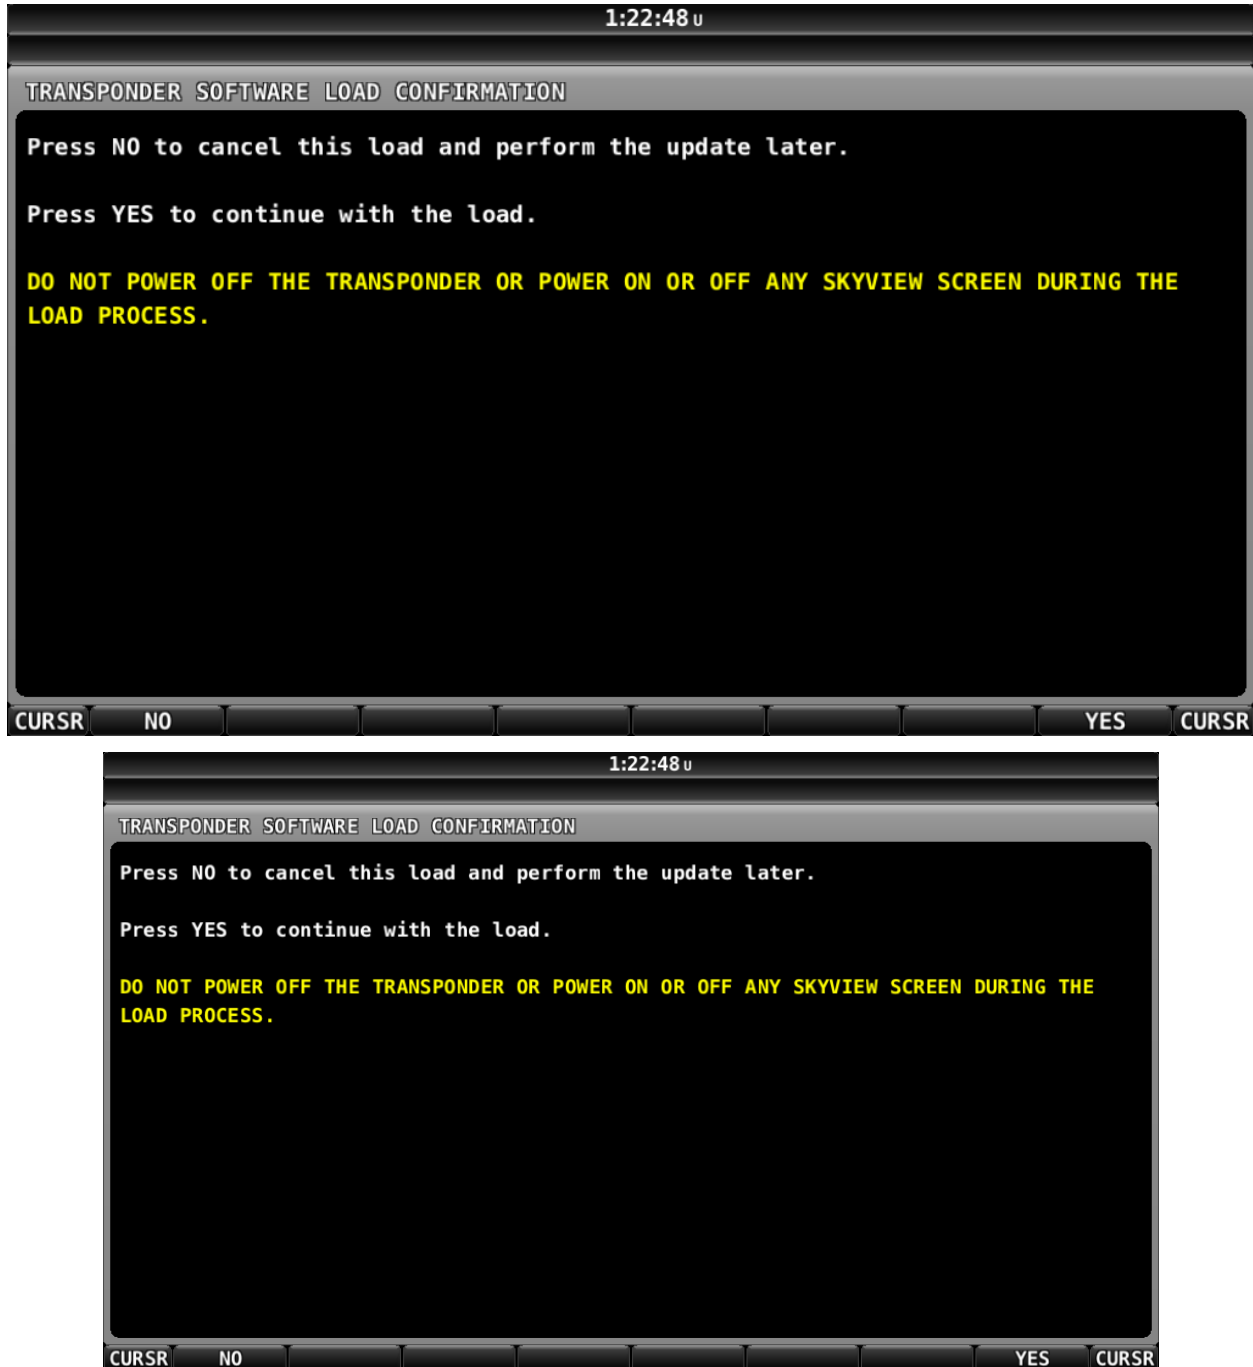 1:22:48 U
TRANSPONDER SOFTWARE LOAD CONFIRMATION
Press NO to cancel this load and perform the update later.
Press YES to continue with the load.
DO NOT POWER OFF THE TRANSPONDER OR POWER ON OR OFF ANY SKYVIEW SCREEN DURING THE
LOAD PROCESS.
CURSR NO YES CURSR
1:22:48 U
TRANSPONDER SOFTWARE LOAD CONFIRMATION
Press NO to cancel this load and perform the update later.
Press YES to continue with the load.
DO NOT POWER OFF THE TRANSPONDER OR POWER ON OR OFF ANY SKYVIEW SCREEN DURING THE
LOAD PROCESS.
CURSR NO YES CURSR